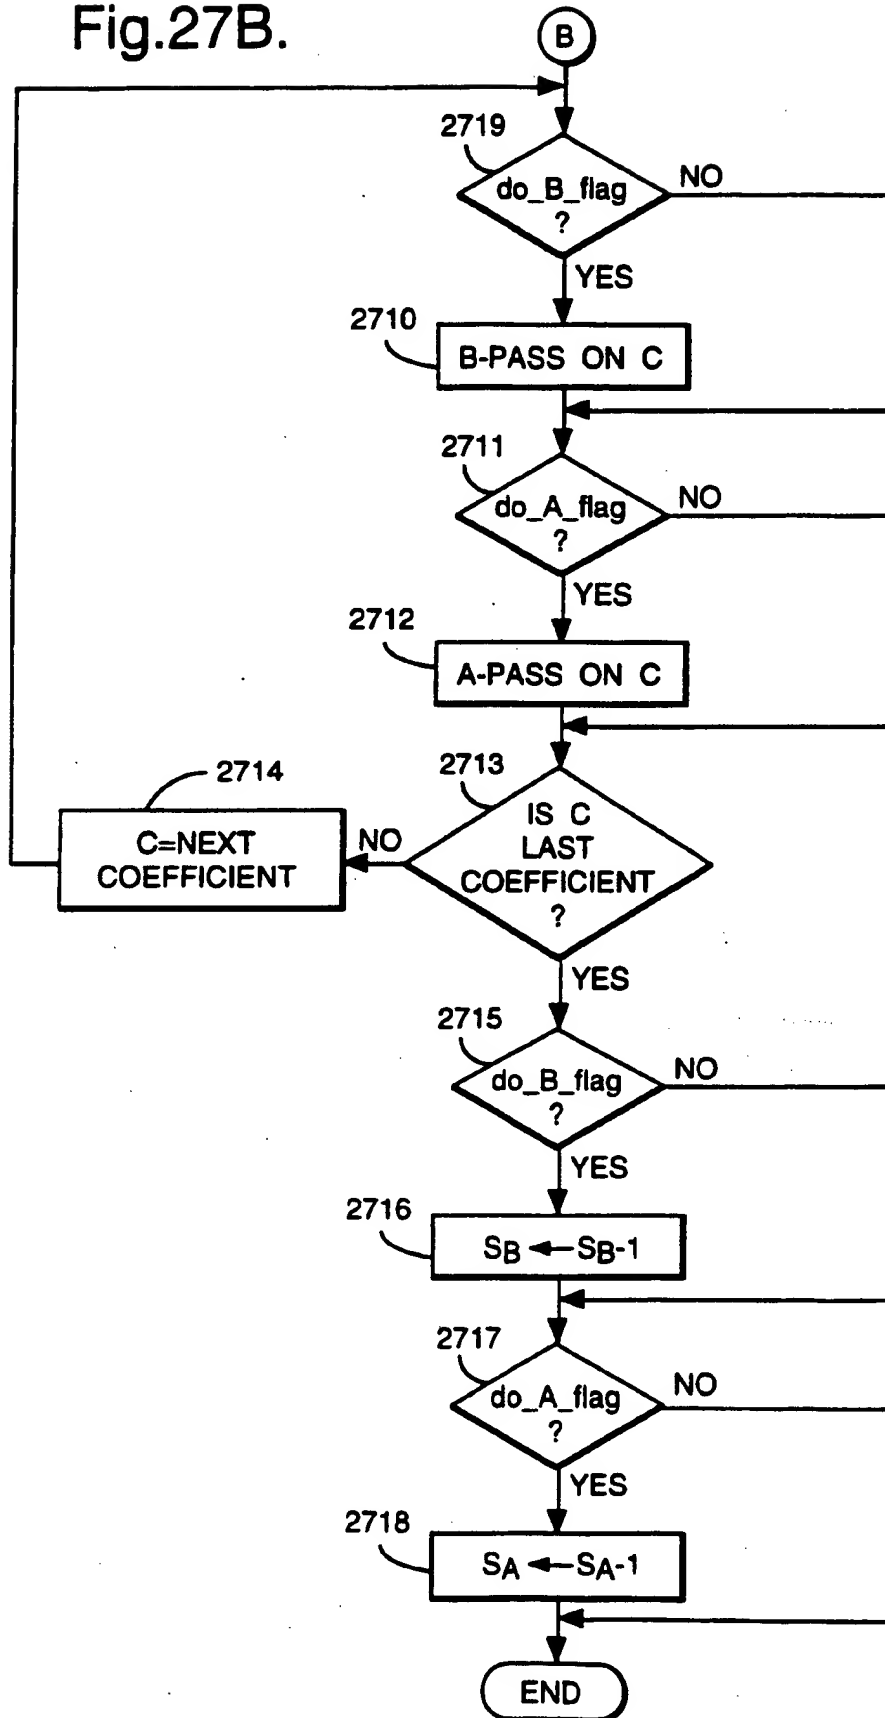 Fig.27B.
B
2719
do_B_flag
?
NO
YES
2710
B-PASS ON C
2711
do_A_flag
?
NO
YES
2712
A-PASS ON C
2713
IS C
LAST
COEFFICIENT
?
NO
2714
C=NEXT
COEFFICIENT
YES
2715
do_B_flag
?
NO
YES
2716
SB ← SB-1
2717
do_A_flag
?
NO
YES
2718
SA ← SA-1
END